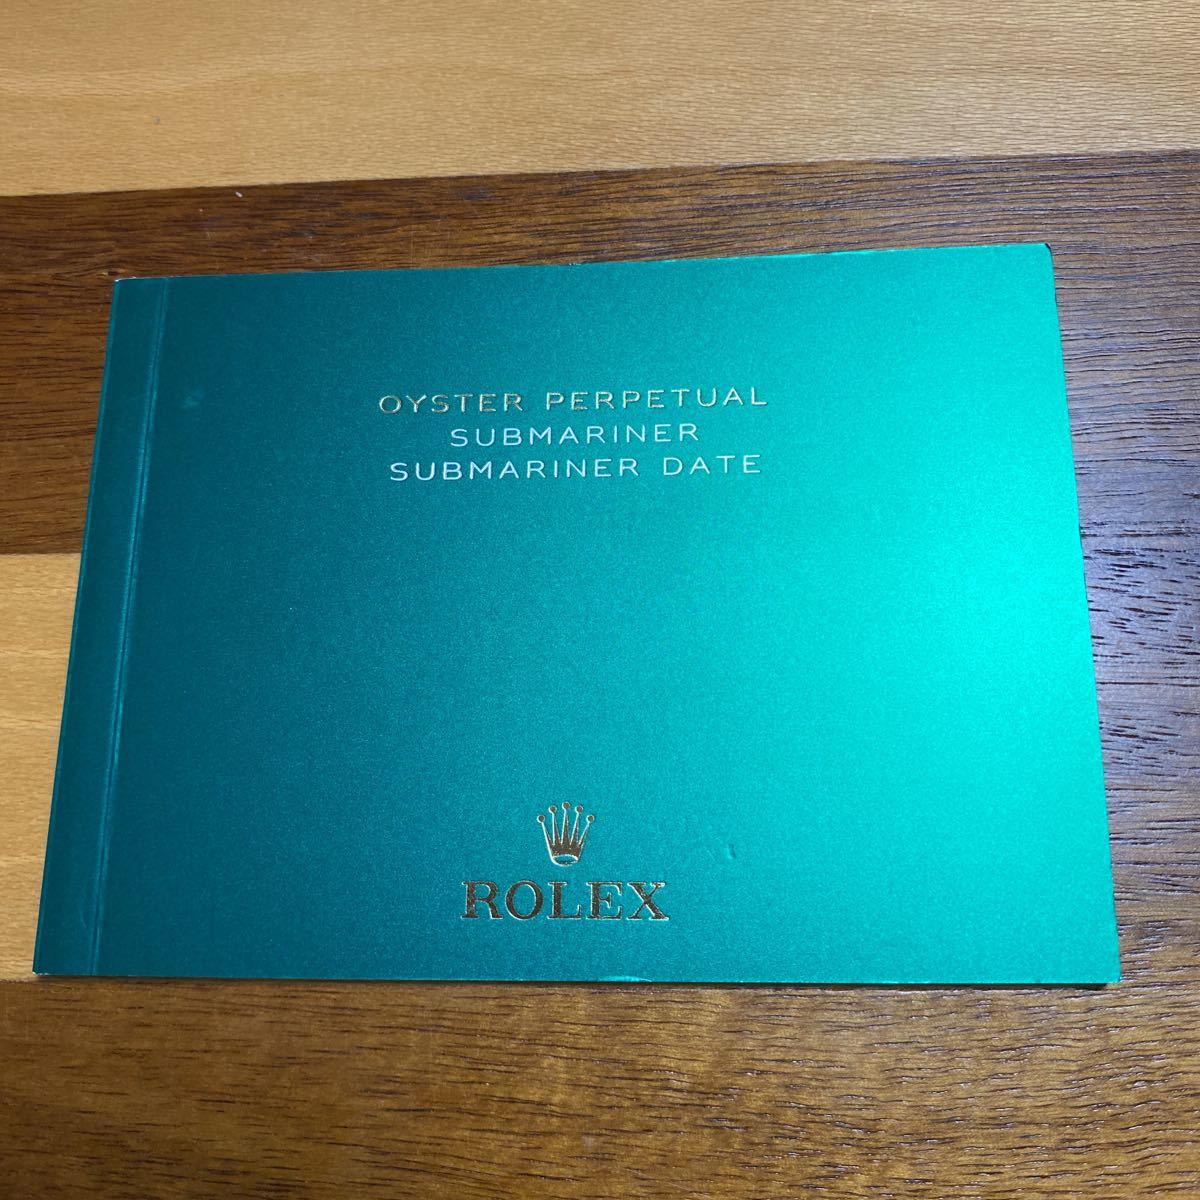 OYSTER PERPETUAL
SUBMARINER
SUBMARINER DATE
ROLEX